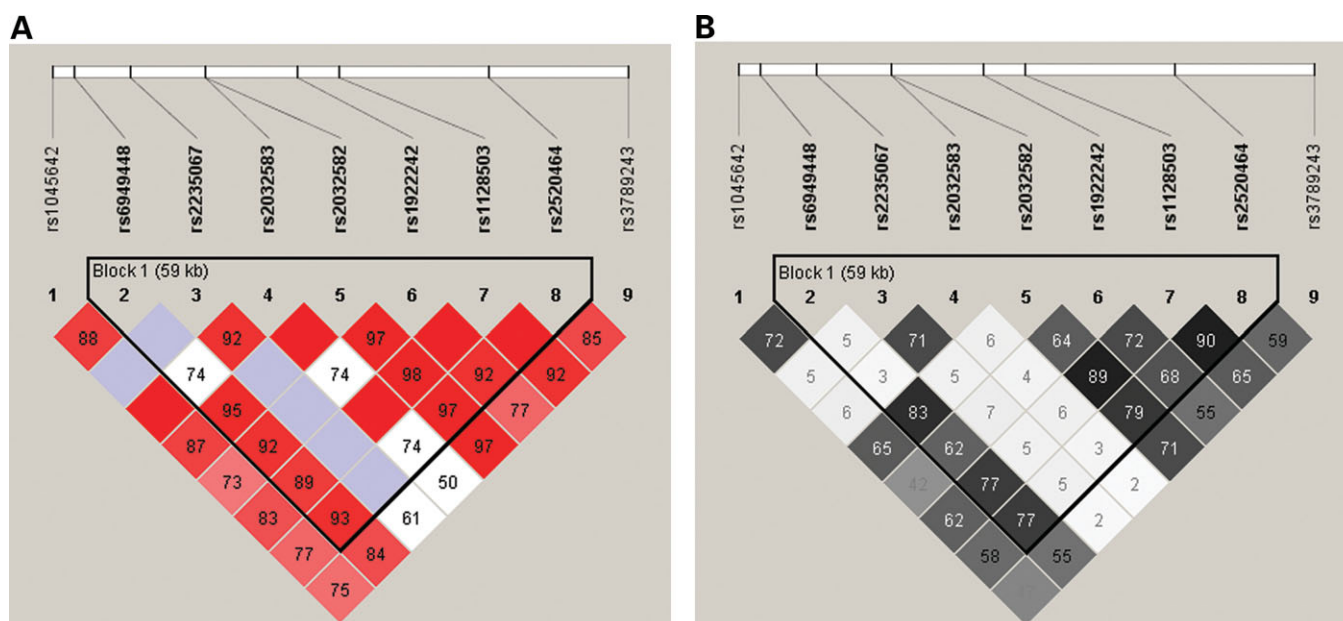 A
rs1045642
rs6949448
rs2235067
rs2032583
rs2032582
rs1922242
rs1128503
rs2520464
rs3789243
Block 1 (59 kb)
1 2 3 4 5 6 7 8 9
88 92 97 85
74 74 98 92 92
95 97 77
87 92 74 97
73 89 50
83 93 61
77 84
75
B
rs1045642
rs6949448
rs2235067
rs2032583
rs2032582
rs1922242
rs1128503
rs2520464
rs3789243
Block 1 (59 kb)
1 2 3 4 5 6 7 8 9
72 5 71 6 64 72 90 59
5 3 5 4 89 68 65
6 83 7 6 79 55
65 62 5 3 71
42 77 5 2
62 77 2
58 55
47